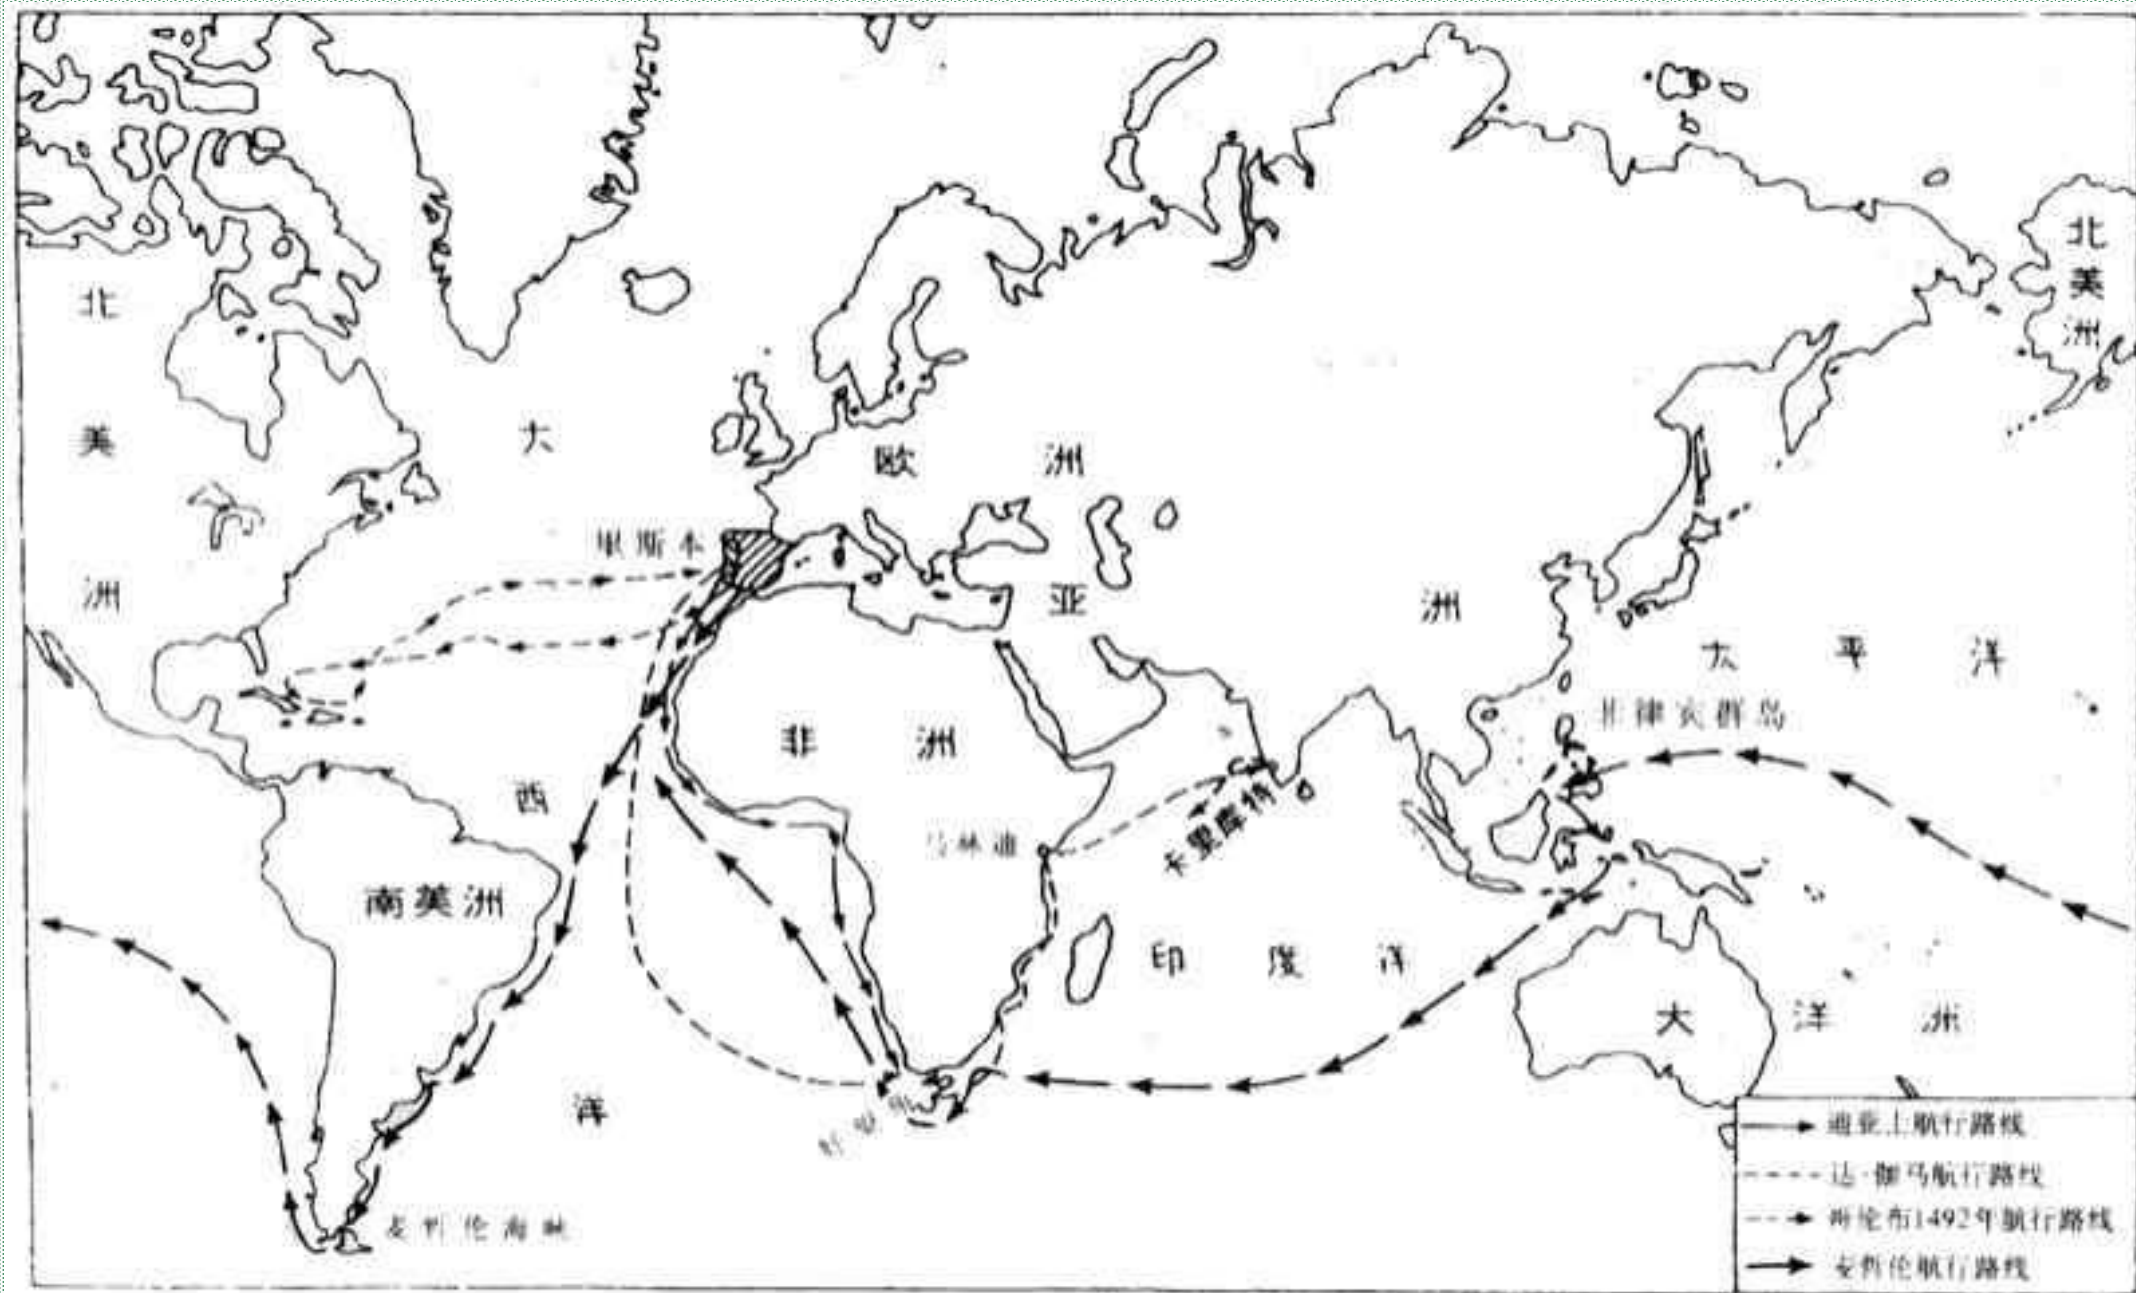 北美洲
北美洲
大西洋
欧洲
里斯本
亚洲
太平洋
菲律宾群岛
非洲
卡里库特
马林迪
南美洲
印度洋
大洋洲
麦哲伦海峡
迪亚士航行路线
达·伽马航行路线
哥伦布1492年航行路线
麦哲伦航行路线